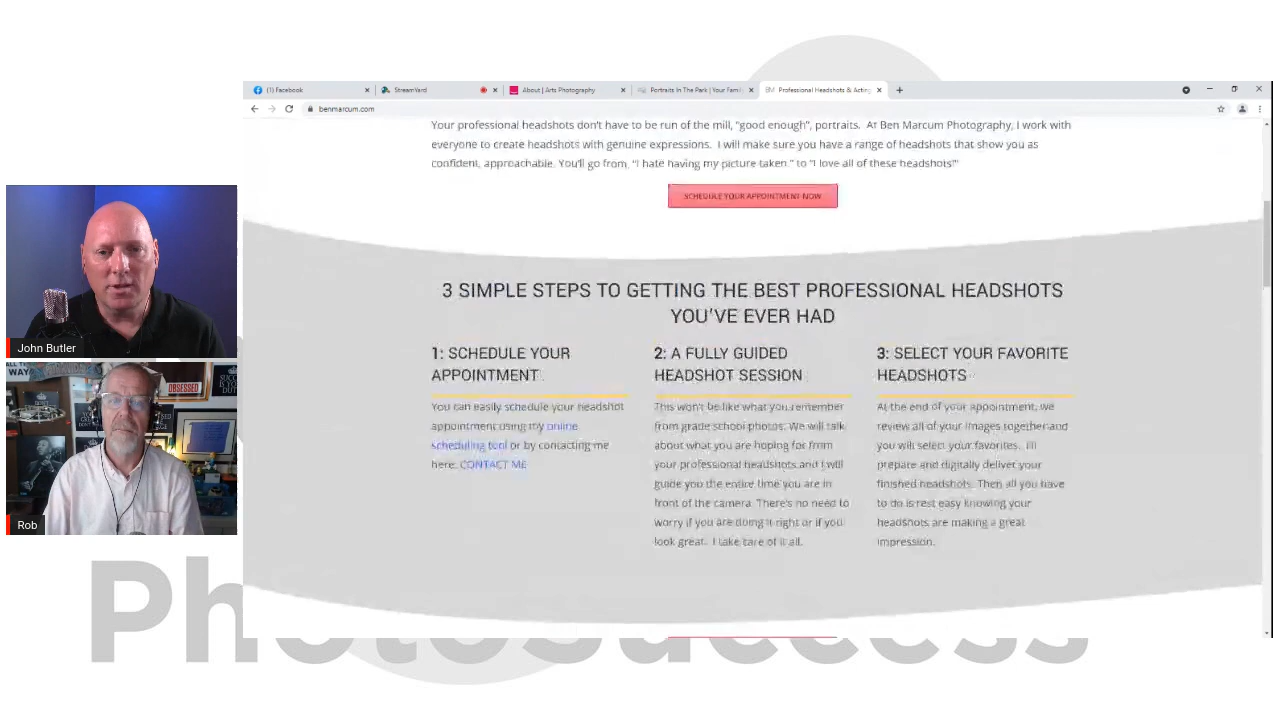 (1) Facebook
StreamYard
About | Arts Photography
Portraits In The Park | Your Fami
BM Professional Headshots & Acting
benmarcum.com
Your professional headshots don't have to be run of the mill, "good enough", portraits. At Ben Marcum Photography, I work with
everyone to create headshots with genuine expressions. I will make sure you have a range of headshots that show you as
confident, approachable. You'll go from, "I hate having my picture taken " to "I love all of these headshots!"
SCHEDULE YOUR APPOINTMENT NOW
3 SIMPLE STEPS TO GETTING THE BEST PROFESSIONAL HEADSHOTS
YOU'VE EVER HAD
1: SCHEDULE YOUR
APPOINTMENT
You can easily schedule your headshot
appointment using my online
scheduling tool or by contacting me
here: CONTACT ME
2: A FULLY GUIDED
HEADSHOT SESSION
This won't be like what you remember
from grade school photos. We will talk
about what you are hoping for from
your professional headshots and I will
guide you the entire time you are in
front of the camera. There's no need to
worry if you are doing it right or if you
look great. I take care of it all.
3: SELECT YOUR FAVORITE
HEADSHOTS
At the end of your appointment, we
review all of your images together and
you will select your favorites. I'll
prepare and digitally deliver your
finished headshots. Then all you have
to do is rest easy knowing your
headshots are making a great
impression.
John Butler
OBSESSED
Rob
PhotoSuccess